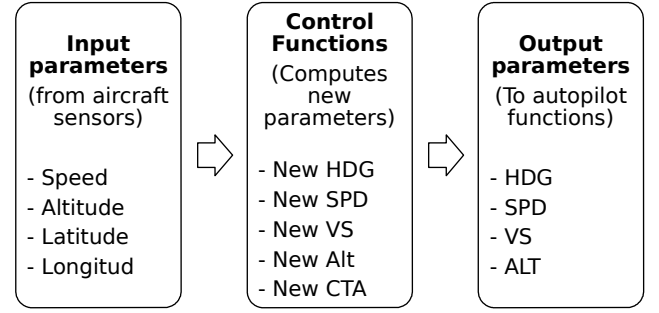 Input
parameters
(from aircraft
sensors)
- Speed
- Altitude
- Latitude
- Longitud
Control
Functions
(Computes
new
parameters)
- New HDG
- New SPD
- New VS
- New Alt
- New CTA
Output
parameters
(To autopilot
functions)
- HDG
- SPD
- VS
- ALT